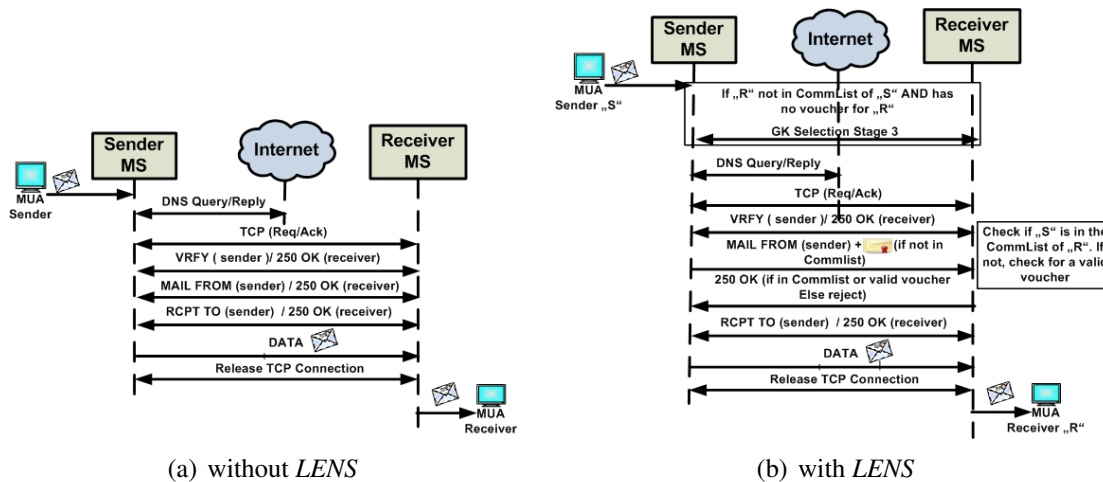 Sender
MS
Internet
Receiver
MS
MUA
Sender
DNS Query/Reply
TCP (Req/Ack)
VRFY ( sender )/ 250 OK (receiver)
MAIL FROM (sender) / 250 OK (receiver)
RCPT TO (sender) / 250 OK (receiver)
DATA
Release TCP Connection
MUA
Receiver
(a) without LENS
Sender
MS
Internet
Receiver
MS
MUA
Sender „S“
If „R“ not in CommList of „S“ AND has
no voucher for „R“
GK Selection Stage 3
DNS Query/Reply
TCP (Req/Ack)
VRFY ( sender )/ 250 OK (receiver)
MAIL FROM (sender) + (if not in
Commlist)
Check if „S“ is in the
CommList of „R“. If
not, check for a valid
voucher
250 OK (if in Commlist or valid voucher
Else reject)
RCPT TO (sender) / 250 OK (receiver)
DATA
Release TCP Connection
MUA
Receiver „R“
(b) with LENS